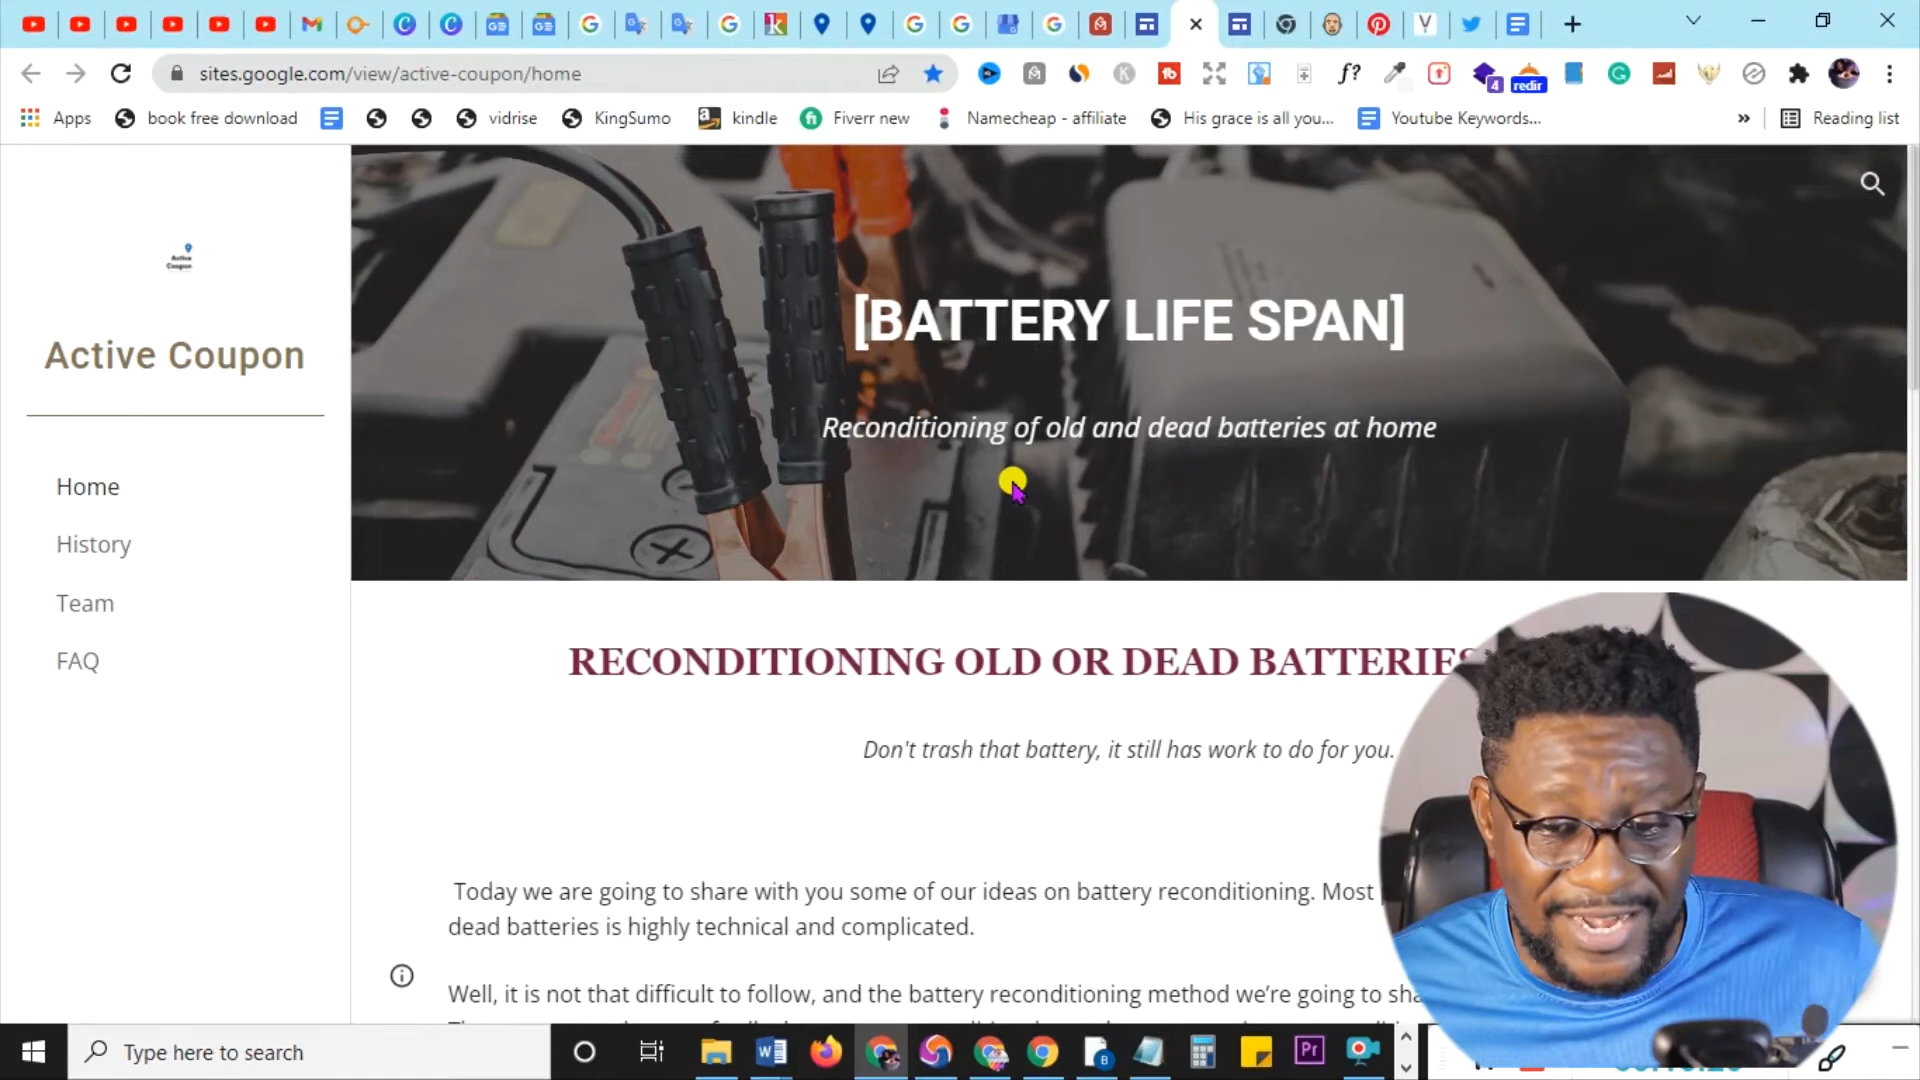 sites.google.com/view/active-coupon/home
4
redir
Apps
book free download
vidrise
KingSumo
kindle
Fiverr new
Namecheap - affiliate
His grace is all you...
Youtube Keywords...
»
Reading list
Active
Coupon
Active Coupon
Home
History
Team
FAQ
[BATTERY LIFE SPAN]
Reconditioning of old and dead batteries at home
RECONDITIONING OLD OR DEAD BATTERIES
Don't trash that battery, it still has work to do for you.
Today we are going to share with you some of our ideas on battery reconditioning. Most
dead batteries is highly technical and complicated.
Well, it is not that difficult to follow, and the battery reconditioning method we're going to
Type here to search